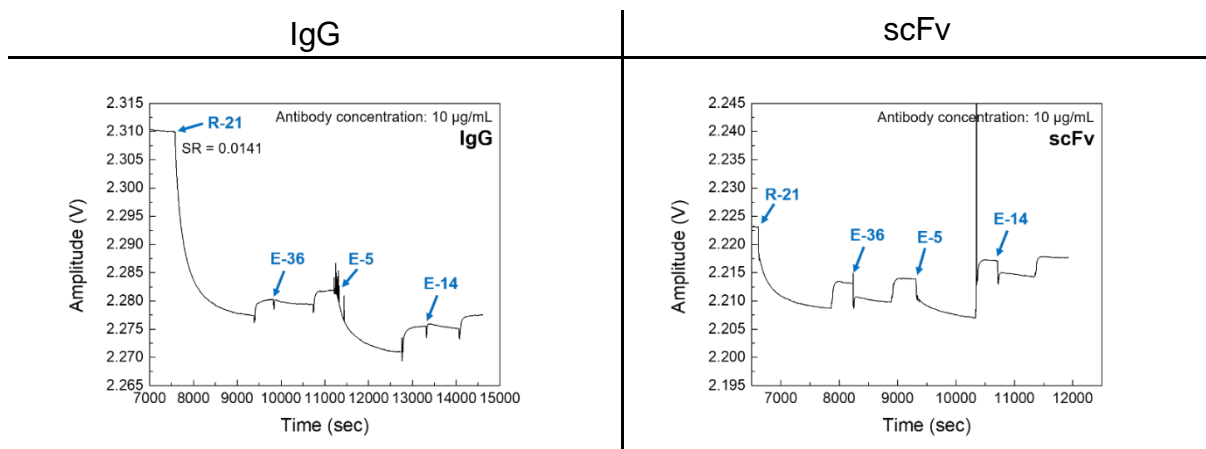 IgG
scFv
2.315
2.310
2.305
2.300
2.295
2.290
2.285
2.280
2.275
2.270
2.265
Amplitude (V)
R-21
SR = 0.0141
Antibody concentration: 10 µg/mL
IgG
E-36
E-5
E-14
7000 8000 9000 10000 11000 12000 13000 14000 15000
Time (sec)
2.245
2.240
2.235
2.230
2.225
2.220
2.215
2.210
2.205
2.200
2.195
Amplitude (V)
Antibody concentration: 10 µg/mL
scFv
R-21
E-36
E-5
E-14
7000 8000 9000 10000 11000 12000
Time (sec)